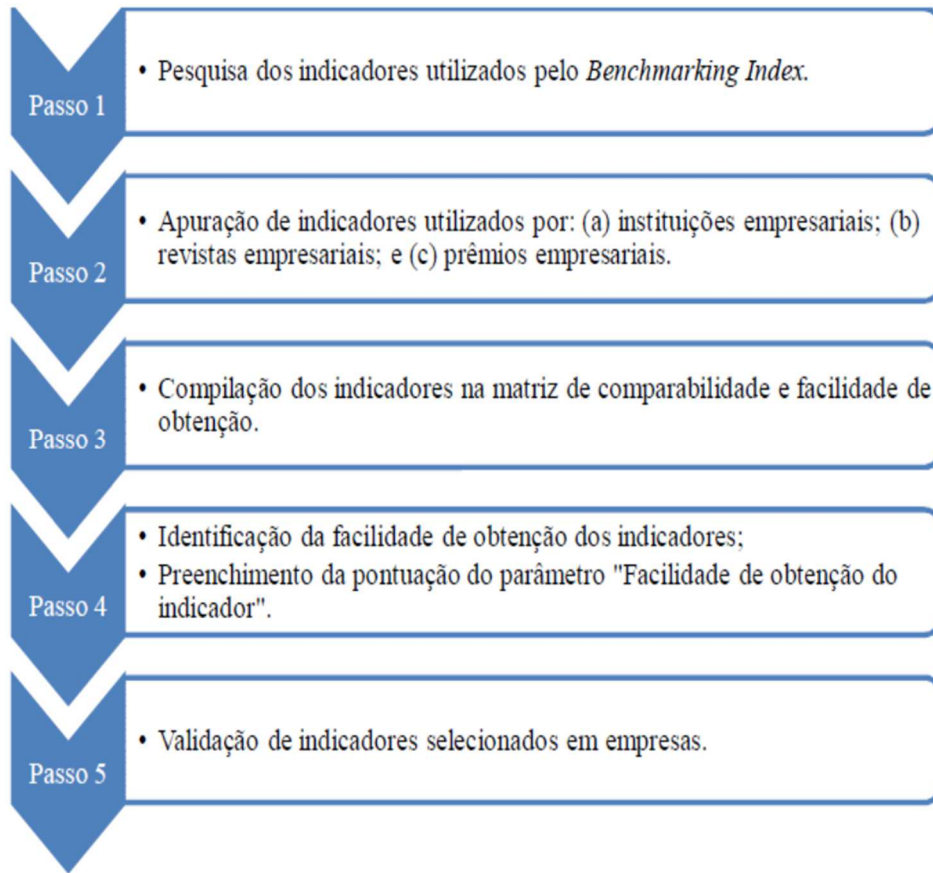 Passo 1
• Pesquisa dos indicadores utilizados pelo Benchmarking Index.
Passo 2
• Apuração de indicadores utilizados por: (a) instituições empresariais; (b)
revistas empresariais; e (c) prêmios empresariais.
Passo 3
• Compilação dos indicadores na matriz de comparabilidade e facilidade de
obtenção.
Passo 4
• Identificação da facilidade de obtenção dos indicadores;
• Preenchimento da pontuação do parâmetro "Facilidade de obtenção do
indicador".
Passo 5
• Validação de indicadores selecionados em empresas.